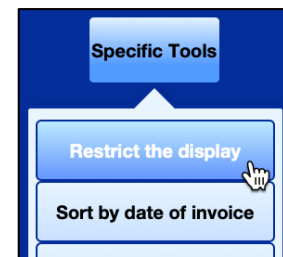 Specific Tools
Restrict the display
Sort by date of invoice